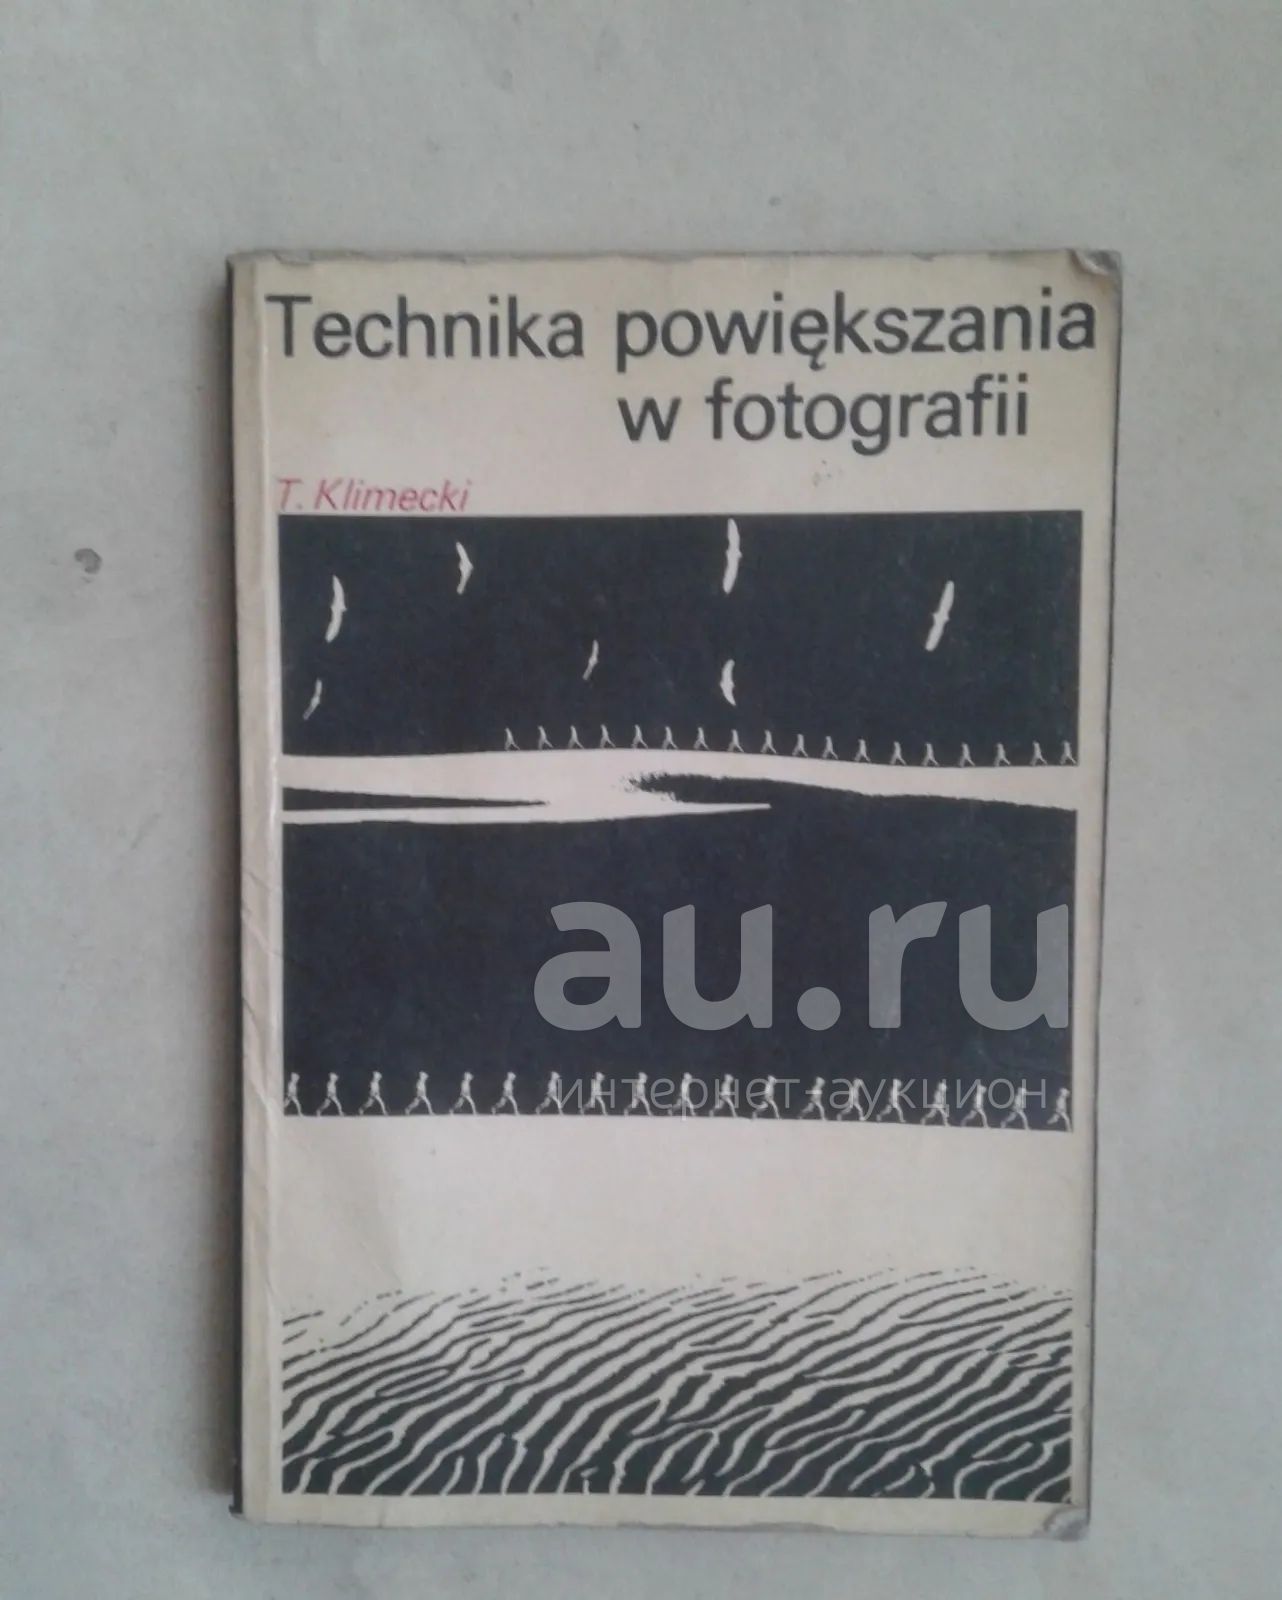 Technika powiększania
w fotografii
T. Klimecki
au.ru
интернет-аукцион